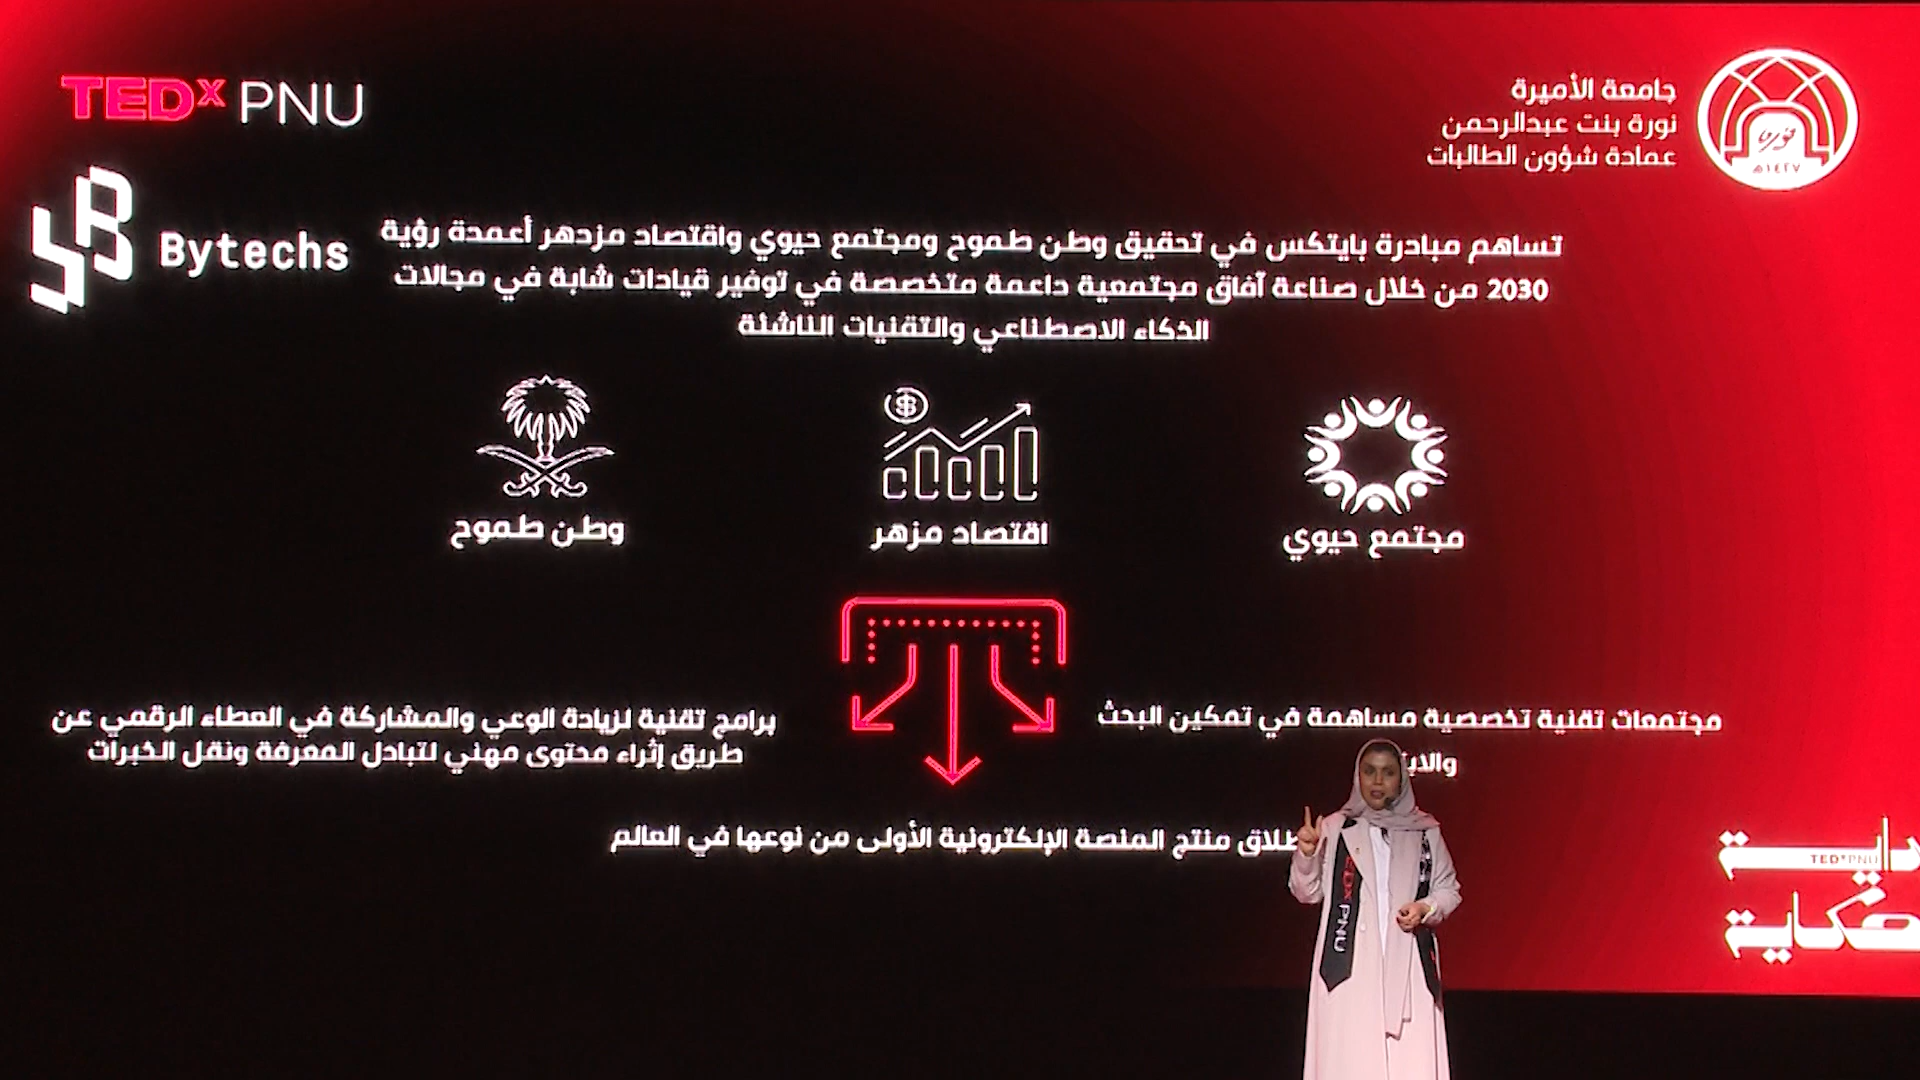 TEDx PNU
جامعة الأميرة
نورة بنت عبدالرحمن
عمادة شؤون الطالبات
نورة
١٤٢٧هـ
Bytechs
تساهم مبادرة بايتكس في تحقيق وطن طموح ومجتمع حيوي واقتصاد مزدهر أعمدة رؤية
2030 من خلال صناعة آفاق مجتمعية داعمة متخصصة في توفير قيادات شابة في مجالات
الذكاء الاصطناعي والتقنيات الناشئة
مجتمع حيوي
اقتصاد مزهر
وطن طموح
مجتمعات تقنية تخصصية مساهمة في تمكين البحث
برامج تقنية لزيادة الوعي والمشاركة في العطاء الرقمي عن
طريق إثراء محتوى مهني لتبادل المعرفة ونقل الخبرات
منتج المنصة الإلكترونية الأولى من نوعها في العالم
TEDxPNU
TEDx PNU